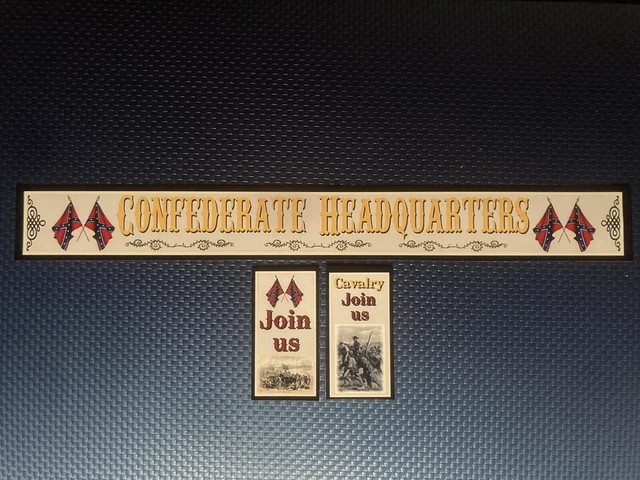 Confederate Headquarters
Join
us
Cavalry
Join
us